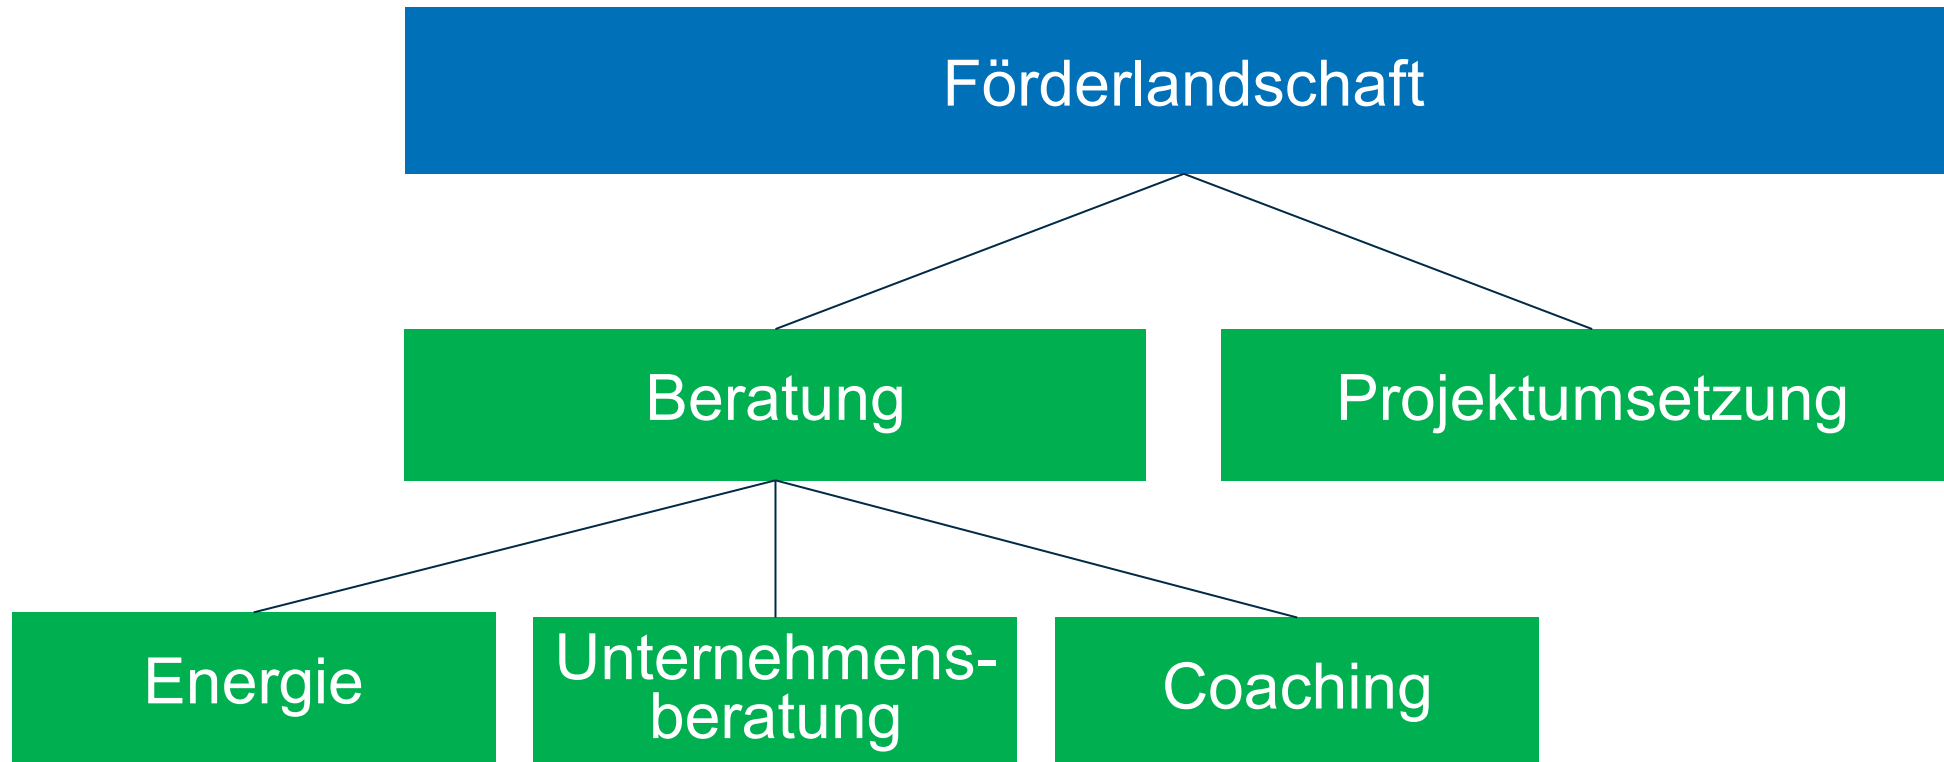 Förderlandschaft
Beratung
Projektumsetzung
Energie
Unternehmens-
beratung
Coaching